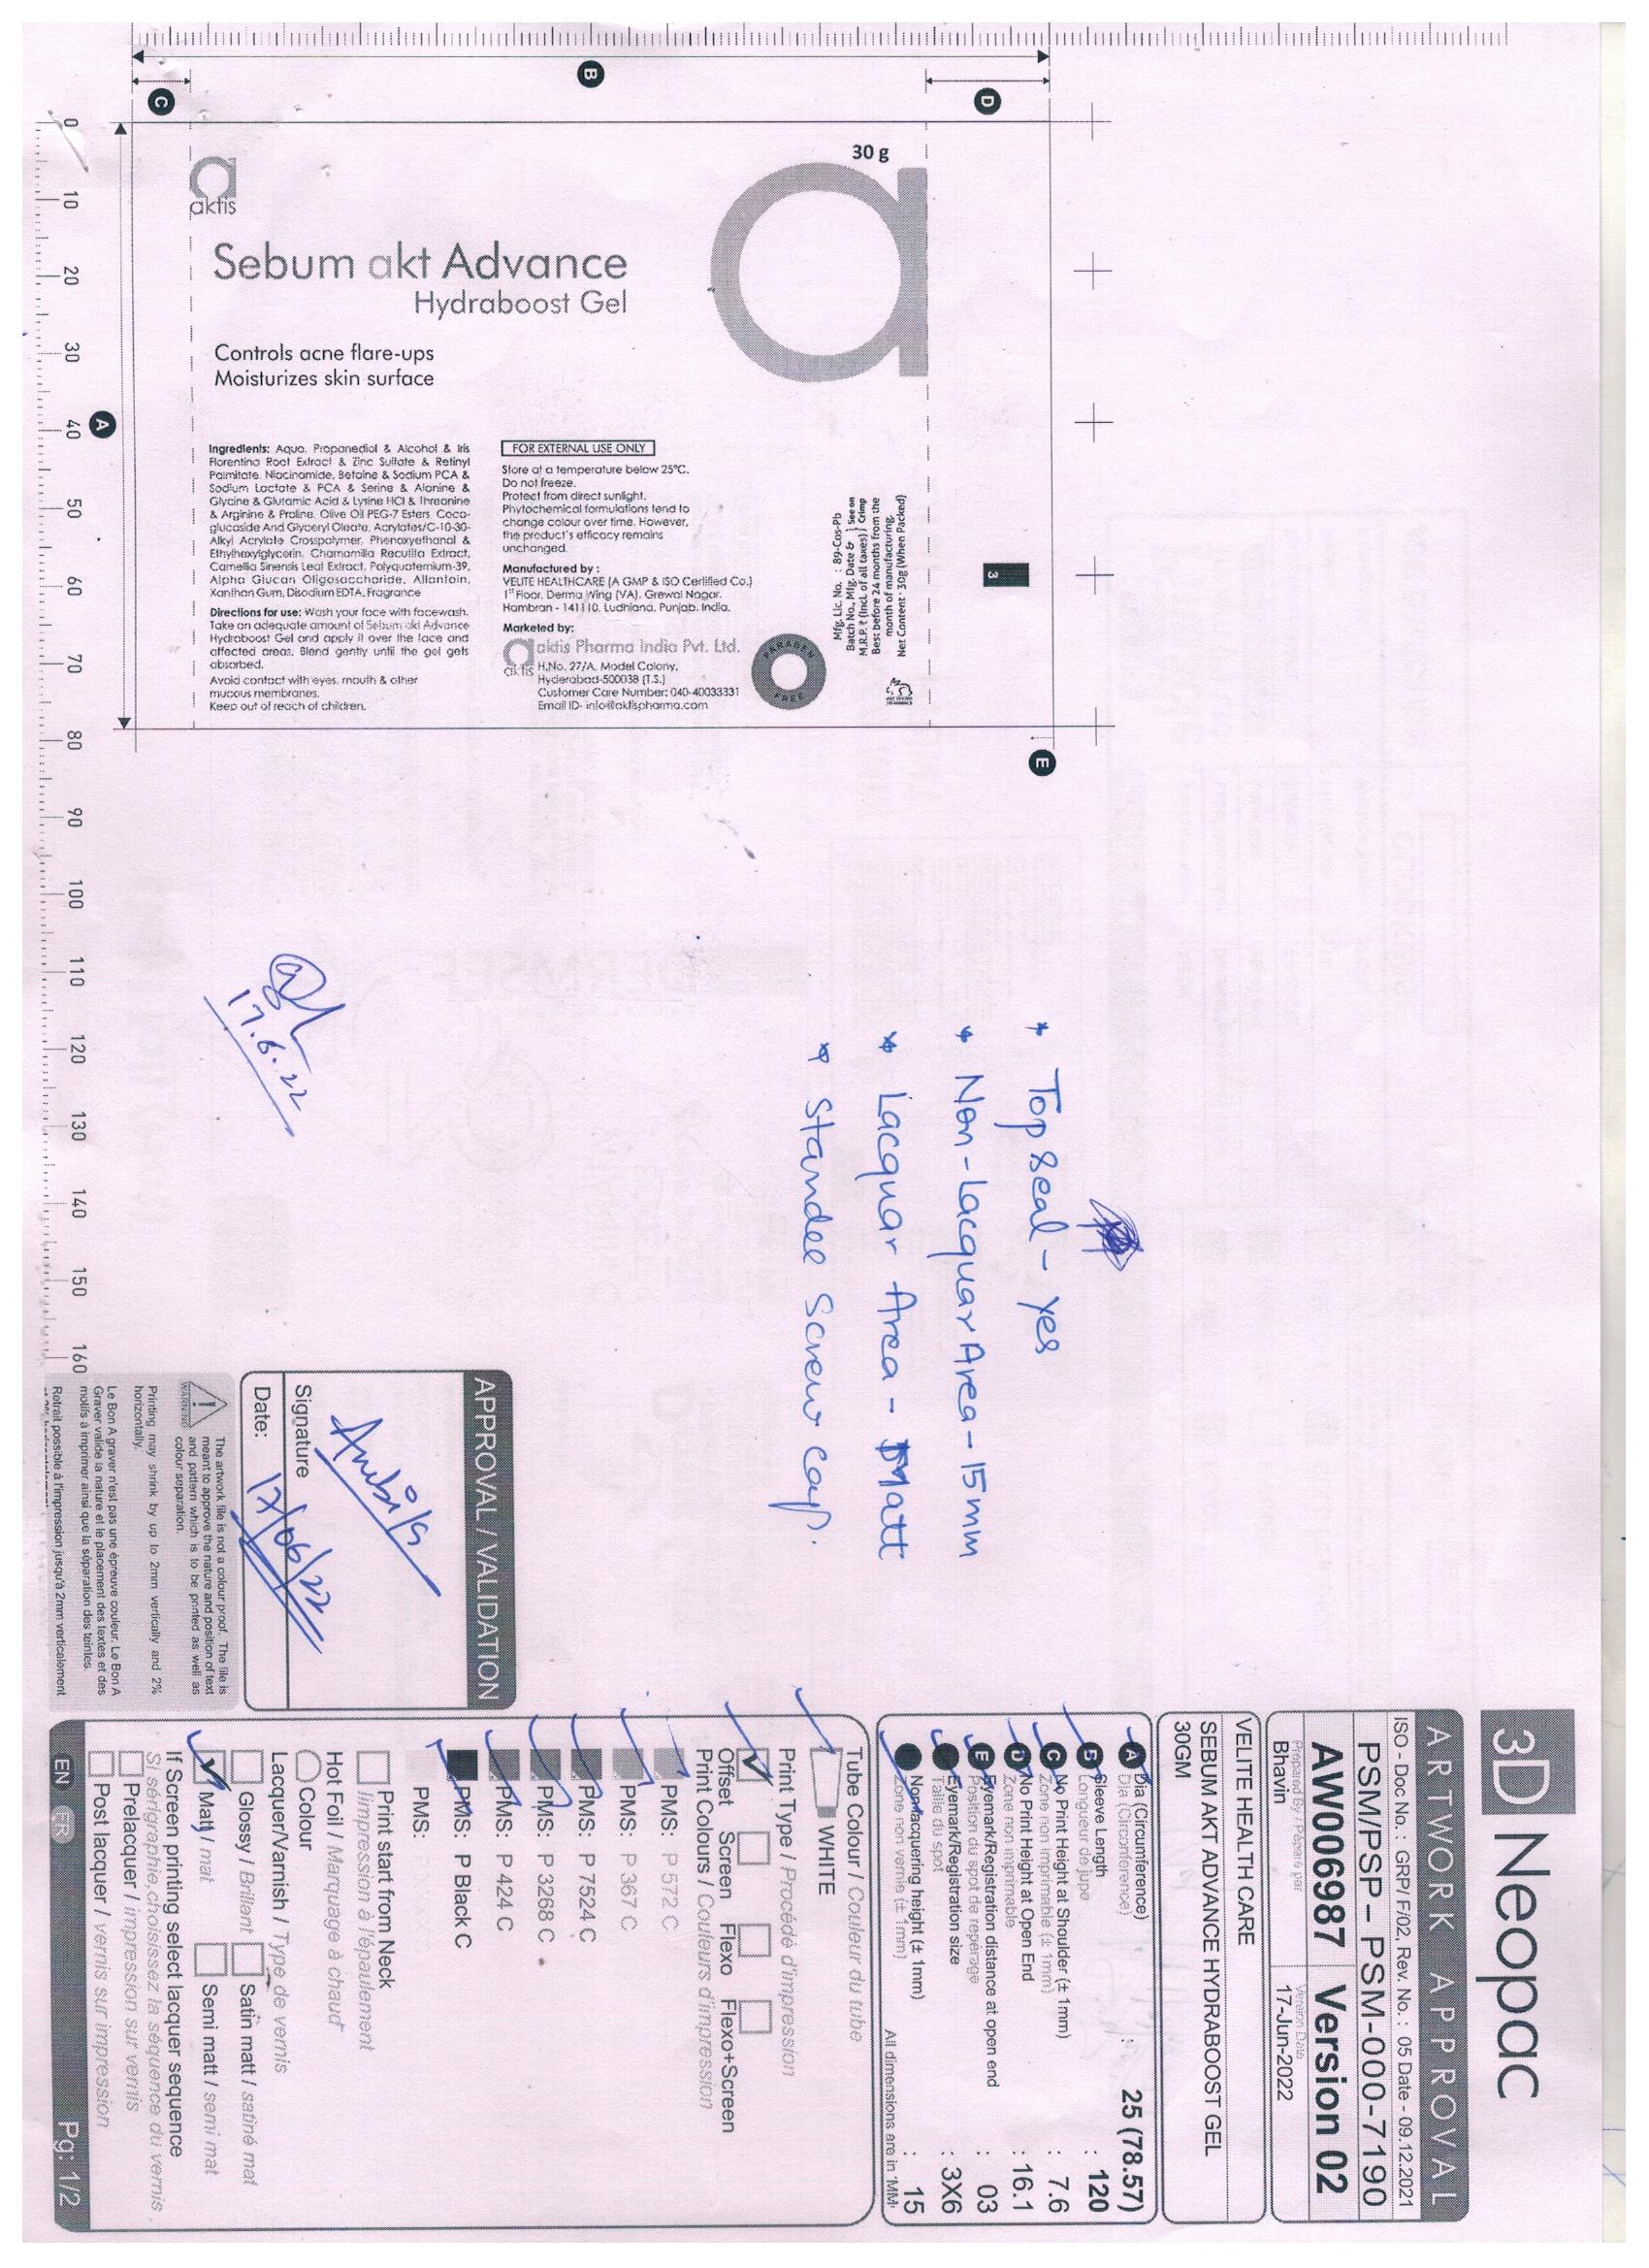 3D Neopac
ARTWORK APPROVAL
ISO - Doc No. : GRP/ F/02, Rev. No. : 05 Date - 09.12.2021
PSM/PSP – PSM-000-7190
AW006987 Version 02
Prepared by / Préparé par
Bhavin
Version Date
17-Jun-2022
VELITE HEALTH CARE
SEBUM AKT ADVANCE HYDRABOOST GEL
30GM
A Dia (Circumference) : 25 (78.57)
Dia (Circonférence)
B Sleeve Length : 120
Longueur de jupe
C No Print Height at Shoulder (± 1mm) : 7.6
Zone non imprimable (± 1mm)
D No Print Height at Open End : 16.1
Zone non imprimable
E Eyemark/Registration distance at open end : 03
Position du spot de repérage
Eyemark/Registration size : 3X6
Taille du spot
Non lacquering height (± 1mm) : 15
Zone non vernie (± 1mm)
All dimensions are in 'MM'
Tube Colour / Couleur du tube
WHITE
Print Type / Procédé d'impression
Offset Screen Flexo Flexo+Screen
Print Colours / Couleurs d'impression
PMS: P 572 C
PMS: P 367 C
PMS: P 7524 C
PMS: P 3268 C
PMS: P 424 C
PMS: P Black C
PMS:
Print start from Neck
Iimpression à l'épaulement
Hot Foil / Marquage à chaud
Colour
Lacquer/Varnish / Type de vernis
Glossy / Brillant Satin matt / satiné mat
Matt / mat Semi matt / semi mat
If Screen printing select lacquer sequence
Si sérigraphie, choisissez la séquence du vernis
Prelacquer / impression sur vernis
Post lacquer / vernis sur impression
EN FR Pg: 1/2
APPROVAL / VALIDATION
Signature
Date: 17/06/22
WARNING
The artwork file is not a colour proof. The file is
meant to approve the nature and position of text
and pattern which is to be printed as well as
colour separation.
Printing may shrink by up to 2mm vertically and 2%
horizontally.
Le Bon A graver n'est pas une épreuve couleur. Le Bon A
Graver valide la nature et le placement des textes et des
motifs à imprimer ainsi que la séparation des teintes.
Retrait possible à l'impression jusqu'à 2mm verticalement
* Top Seal - yes
* Non-Lacquar Area - 15mm
* Lacquar Area - Matt
* Standee Screw Cap.
17.6.22
B
C
D
A
E
3
0 10 20 30 40 50 60 70 80 90 100 110 120 130 140 150 160
30 g
a
aktis
Sebum akt Advance
Hydraboost Gel
Controls acne flare-ups
Moisturizes skin surface
Ingredients: Aqua, Propanediol & Alcohol & Iris
Florentina Root Extract & Zinc Sulfate & Retinyl
Palmitate, Niacinamide, Betaine & Sodium PCA &
Sodium Lactate & PCA & Serine & Alanine &
Glycine & Glutamic Acid & Lysine HCl & Threonine
& Arginine & Proline, Olive Oil PEG-7 Esters, Coco-
glucoside And Glyceryl Oleate, Acrylates/C-10-30-
Alkyl Acrylate Crosspolymer, Phenoxyethanol &
Ethylhexylglycerin, Chamomilla Recutita Extract,
Camellia Sinensis Leaf Extract, Polyquaternium-39,
Alpha Glucan Oligosaccharide, Allantoin,
Xanthan Gum, Disodium EDTA, Fragrance
Directions for use: Wash your face with facewash.
Take an adequate amount of Sebum akt Advance
Hydraboost Gel and apply it over the face and
affected areas. Blend gently until the gel gets
absorbed.
Avoid contact with eyes, mouth & other
mucous membranes.
Keep out of reach of children.
FOR EXTERNAL USE ONLY
Store at a temperature below 25°C.
Do not freeze.
Protect from direct sunlight.
Phytochemical formulations tend to
change colour over time. However,
the product's efficacy remains
unchanged.
Manufactured by :
VELITE HEALTHCARE (A GMP & ISO Certified Co.)
1st Floor, Derma Wing (VA), Grewal Nagar,
Hambran - 141110, Ludhiana, Punjab, India.
Marketed by:
aktis
aktis Pharma India Pvt. Ltd.
H.No. 27/A, Model Colony,
Hyderabad-500038 (T.S.)
Customer Care Number: 040-40033331
Email ID- info@aktispharma.com
PARABEN FREE
Mfg. Lic. No. : 869-Cos-Pb
Batch No., Mfg. Date & } See on
M.R.P. ₹ (Incl. of all taxes) } Crimp
Best before 24 months from the
month of manufacturing.
Net Content : 30g (When Packed)